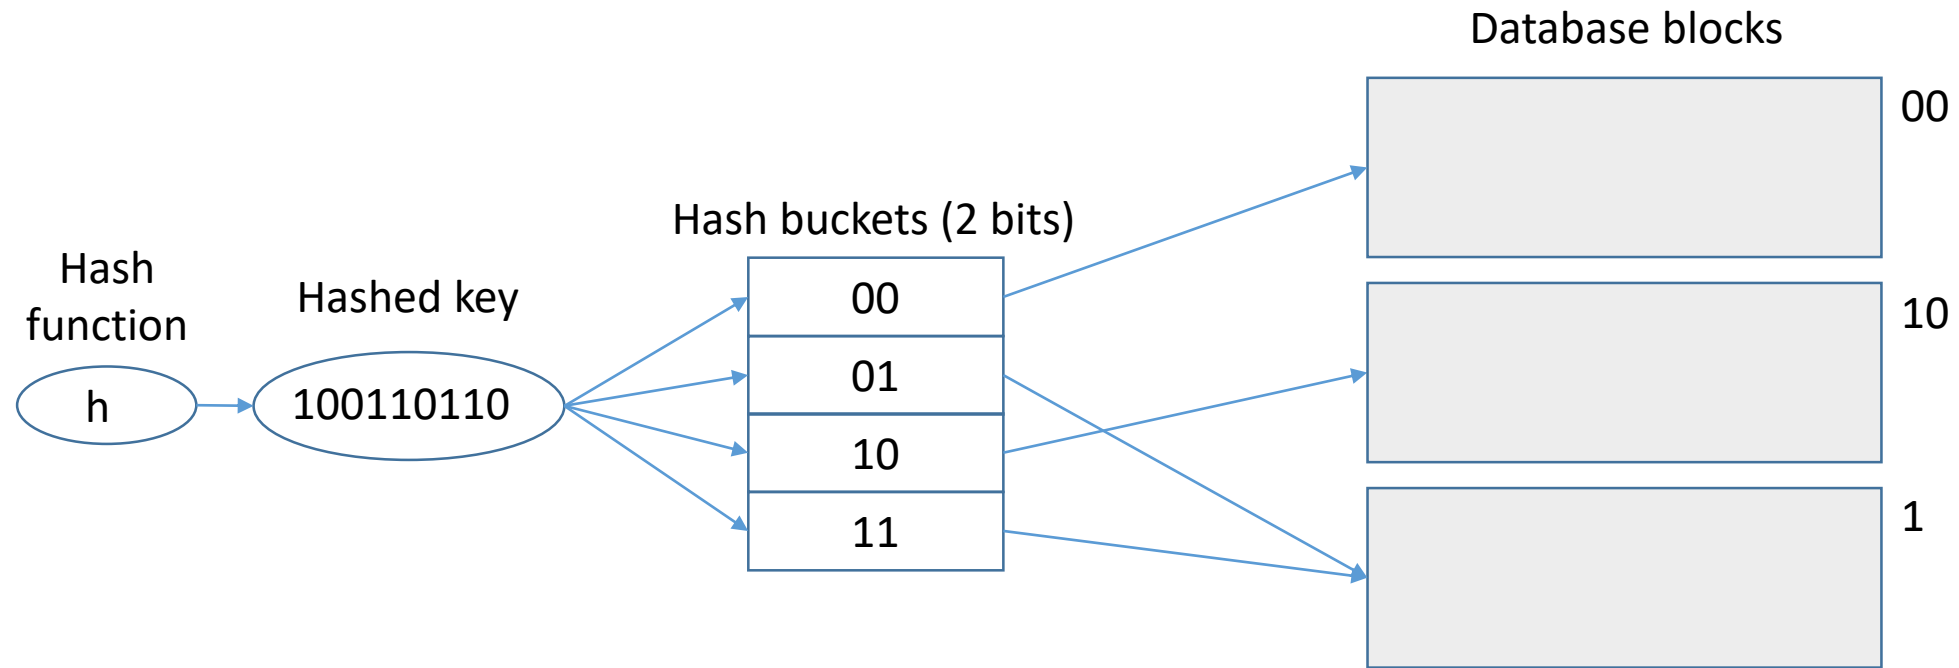 Hash
function
h
Hashed key
100110110
Hash buckets (2 bits)
00
01
10
11
Database blocks
00
10
1